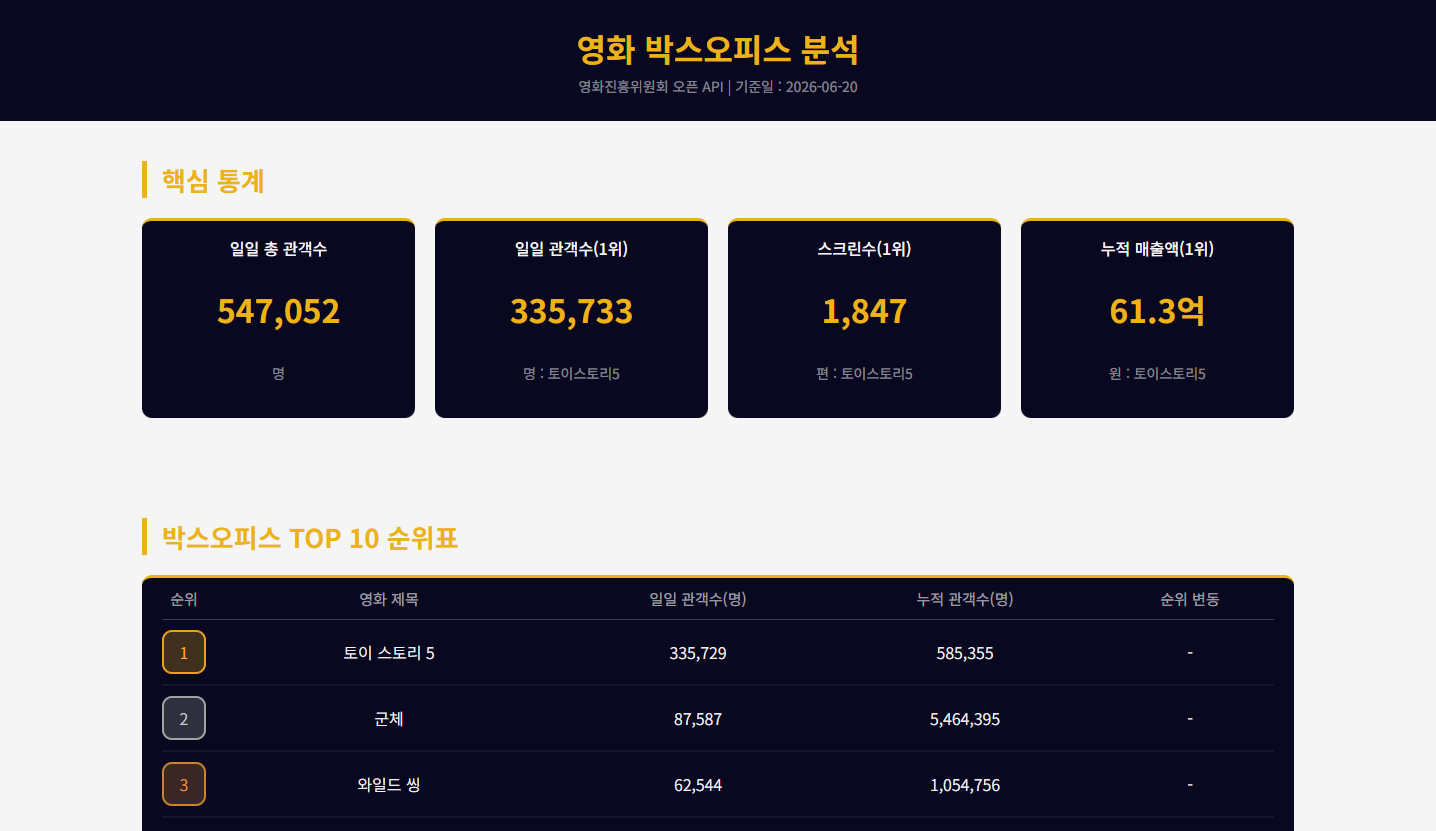 영화 박스오피스 분석
영화진흥위원회 오픈 API | 기준일 : 2026-06-20
핵심 통계
일일 총 관객수
547,052
명
일일 관객수(1위)
335,733
명 : 토이스토리5
스크린수(1위)
1,847
편 : 토이스토리5
누적 매출액(1위)
61.3억
원 : 토이스토리5
박스오피스 TOP 10 순위표
순위 영화 제목 일일 관객수(명) 누적 관객수(명) 순위 변동
1 토이 스토리 5 335,729 585,355 -
2 군체 87,587 5,464,395 -
3 와일드 씽 62,544 1,054,756 -